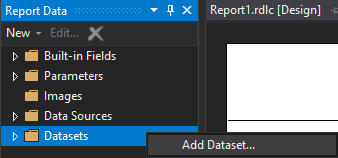 Report Data
Report1.rdlc [Design]
New Edit...
Built-in Fields
Parameters
Images
Data Sources
Datasets
Add Dataset...